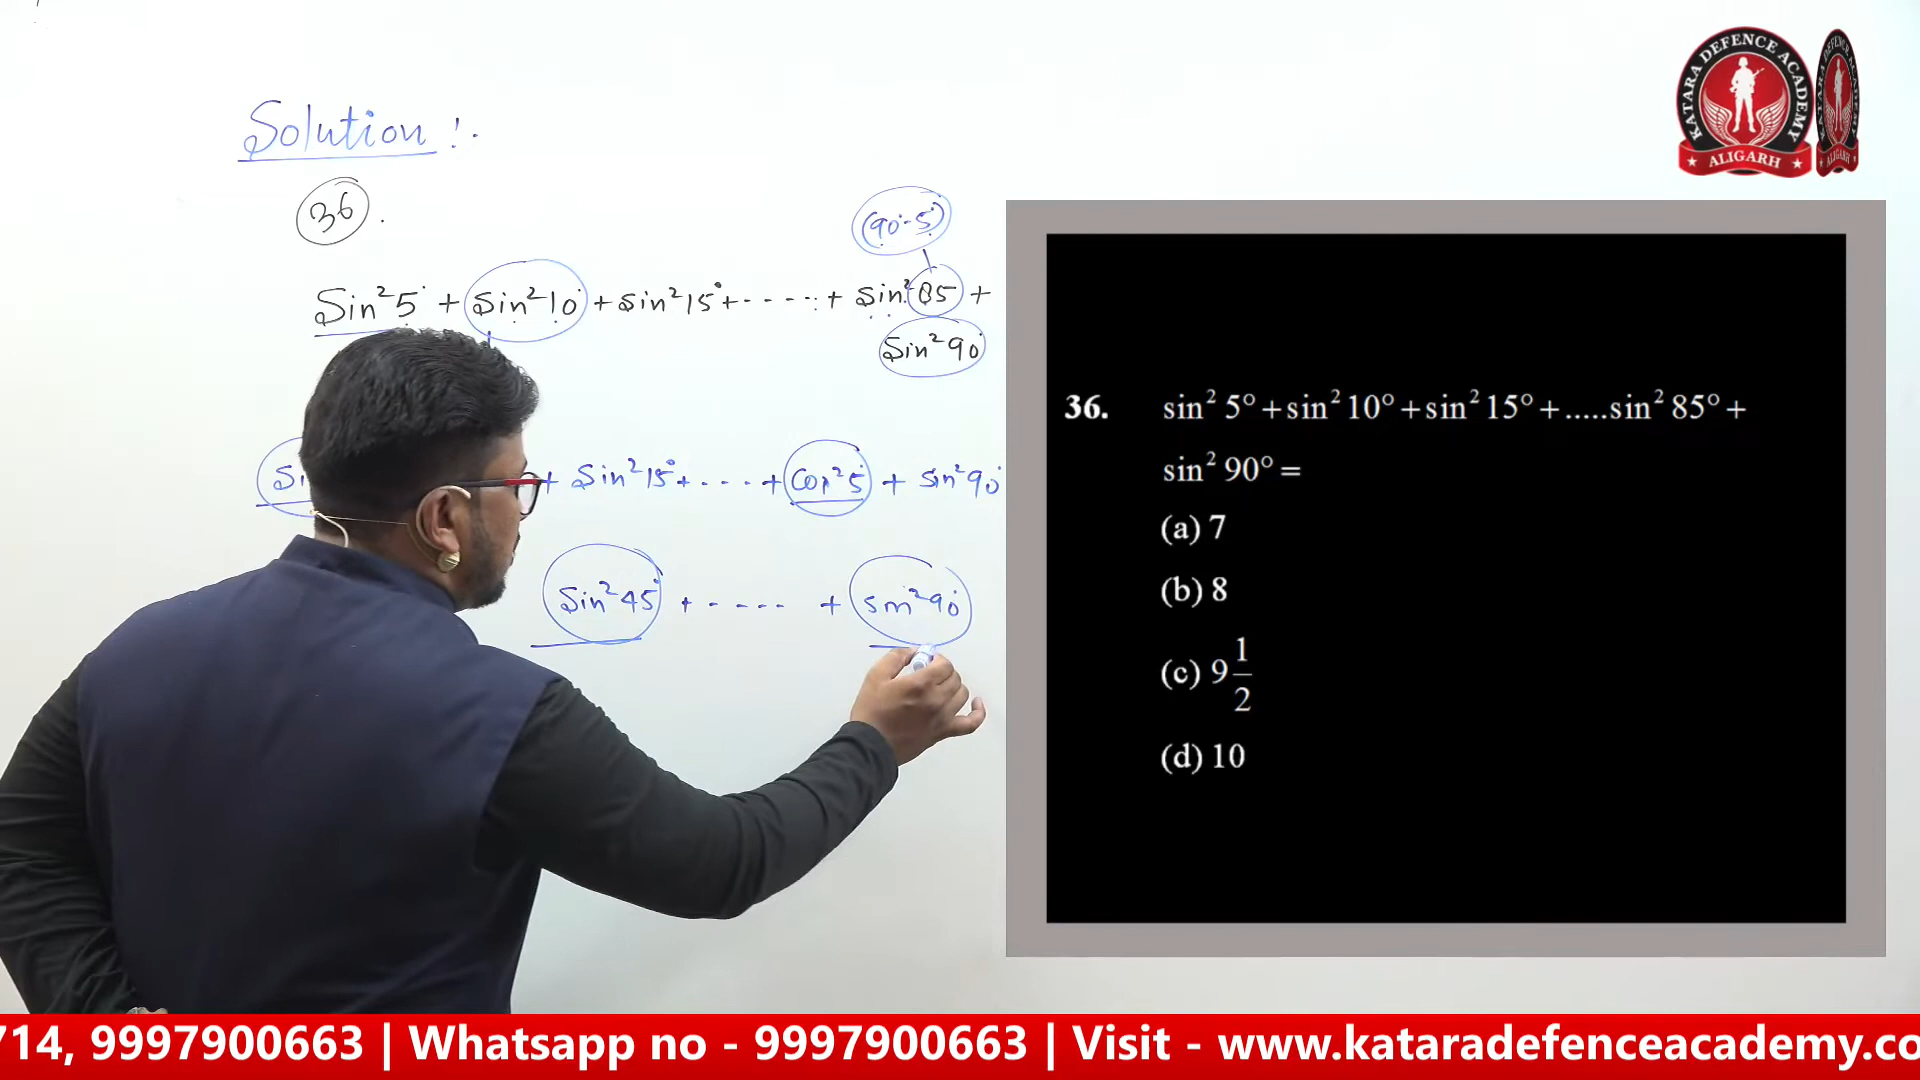 Solution :-
36.
(90°-5°)
Sin²5° + Sin²10° + Sin²15° + ----- + Sin²85 +
Sin²90°
+ Sin²15° + ---- + Cos²5° + Sin²90°
Sin²45° + ----- + Sin²90°
KATARA DEFENCE ACADEMY
ALIGARH
36. sin² 5° + sin² 10° + sin² 15° + .....sin² 85° +
sin² 90° =
(a) 7
(b) 8
(c) 9 1/2
(d) 10
714, 9997900663 | Whatsapp no - 9997900663 | Visit - www.kataradefenceacademy.co